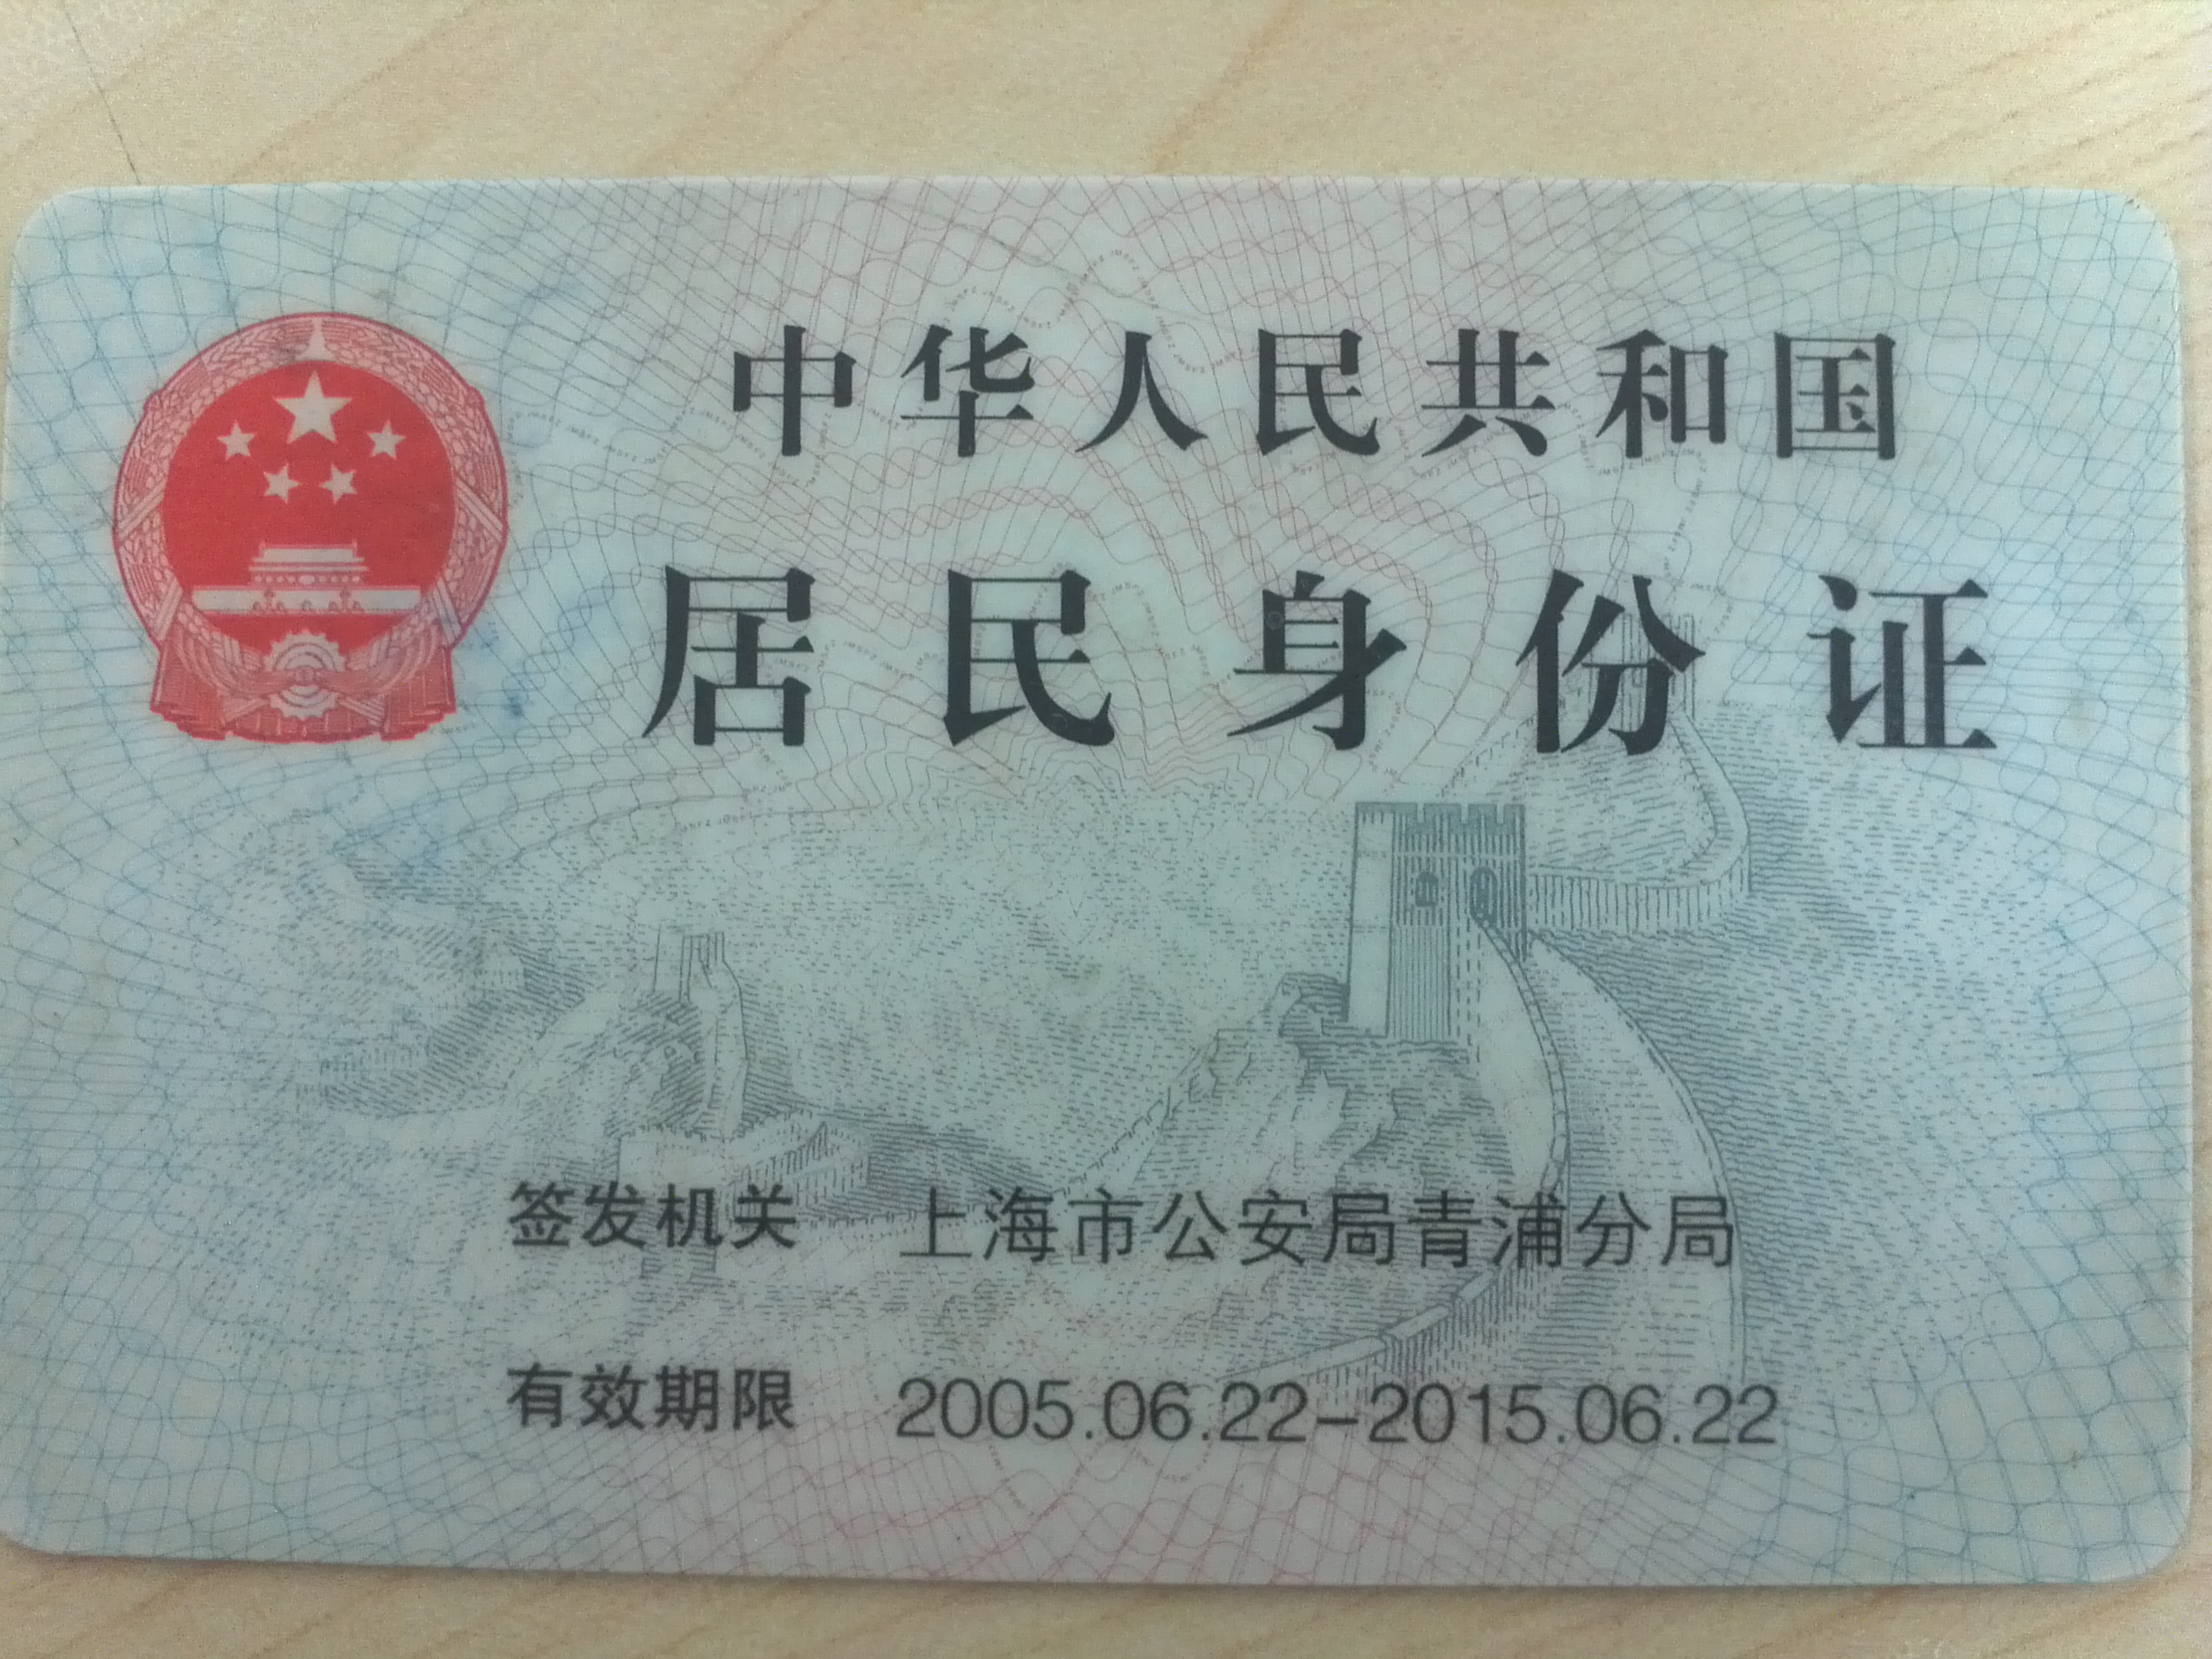 中华人民共和国
居民身份证
签发机关 上海市公安局青浦分局
有效期限 2005.06.22-2015.06.22